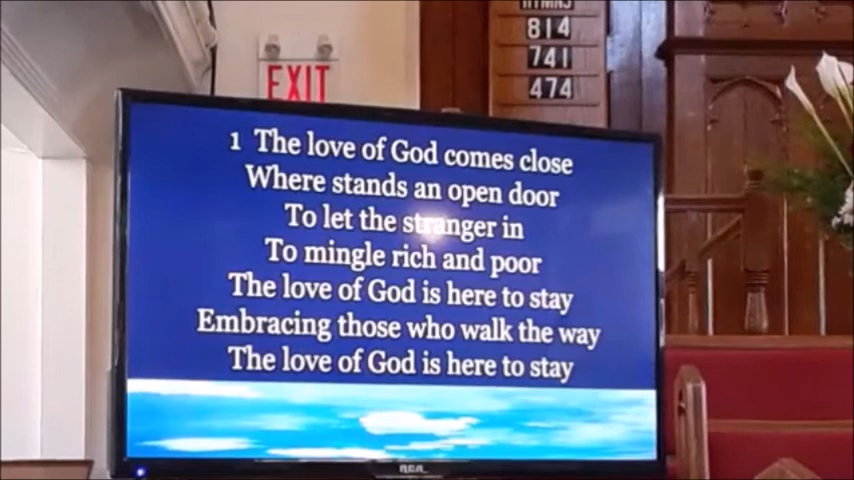 HYMNS
814
741
474
EXIT
1 The love of God comes close
Where stands an open door
To let the stranger in
To mingle rich and poor
The love of God is here to stay
Embracing those who walk the way
The love of God is here to stay
RCA